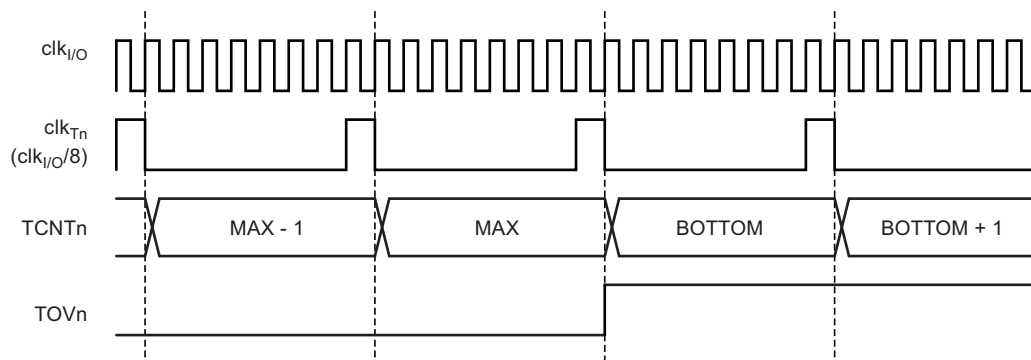 clkI/O
clkTn
(clkI/O/8)
TCNTn MAX - 1 MAX BOTTOM BOTTOM + 1
TOVn